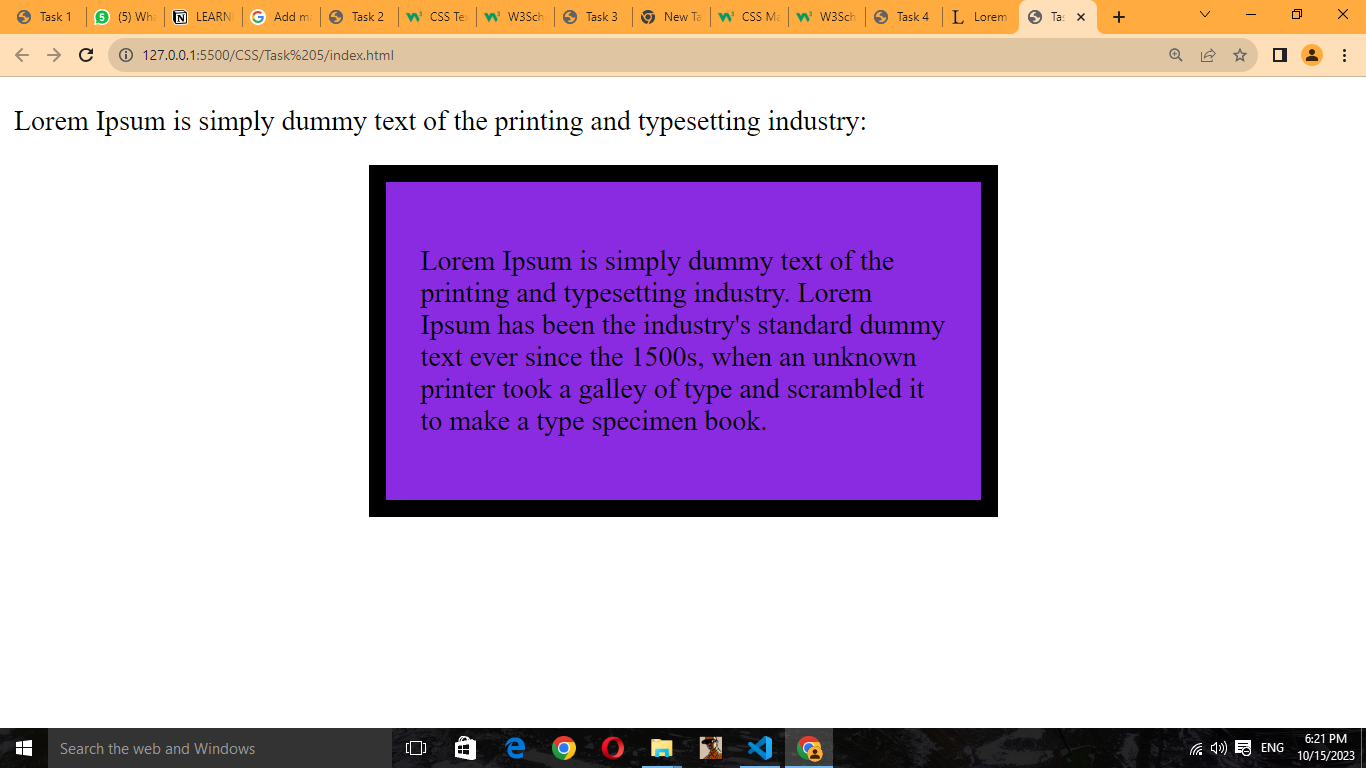 Task 1
(5) Wha
LEARN
Add m
Task 2
CSS Te
W3Sch
Task 3
New Ta
CSS Ma
W3Sch
Task 4
Lorem
Tas
127.0.0.1:5500/CSS/Task%205/index.html
Lorem Ipsum is simply dummy text of the printing and typesetting industry:
Lorem Ipsum is simply dummy text of the
printing and typesetting industry. Lorem
Ipsum has been the industry's standard dummy
text ever since the 1500s, when an unknown
printer took a galley of type and scrambled it
to make a type specimen book.
Search the web and Windows
ENG
6:21 PM
10/15/2023